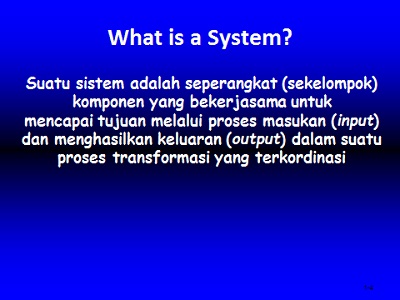 What is a System?
Suatu sistem adalah seperangkat (sekelompok)
komponen yang bekerjasama untuk
mencapai tujuan melalui proses masukan (input)
dan menghasilkan keluaran (output) dalam suatu
proses transformasi yang terkordinasi